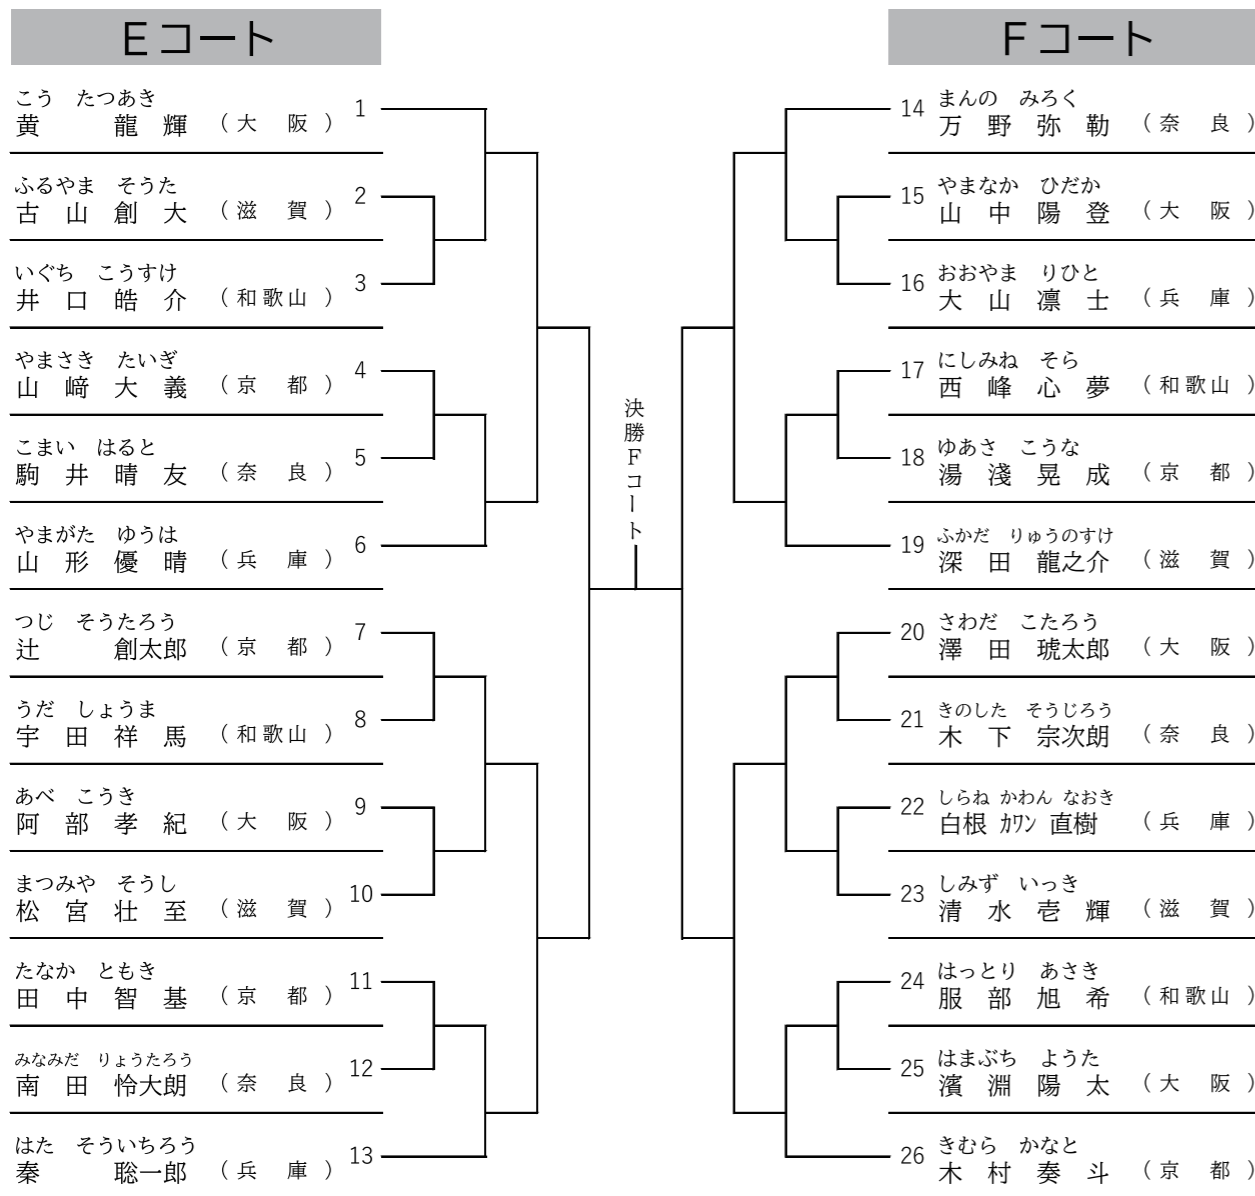 Eコート
こう たつあき
黄 龍輝 (大阪) 1
ふるやま そうた
古山創大 (滋賀) 2
いぐち こうすけ
井口皓介 (和歌山) 3
やまさき たいぎ
山﨑大義 (京都) 4
こまい はると
駒井晴友 (奈良) 5
やまがた ゆうは
山形優晴 (兵庫) 6
つじ そうたろう
辻 創太郎 (京都) 7
うだ しょうま
宇田祥馬 (和歌山) 8
あべ こうき
阿部孝紀 (大阪) 9
まつみや そうし
松宮壮至 (滋賀) 10
たなか ともき
田中智基 (京都) 11
みなみだ りょうたろう
南田怜大朗 (奈良) 12
はた そういちろう
秦 聡一郎 (兵庫) 13
決勝Fコート
Fコート
まんの みろく
14 万野弥勒 (奈良)
やまなか ひだか
15 山中陽登 (大阪)
おおやま りひと
16 大山凛士 (兵庫)
にしみね そら
17 西峰心夢 (和歌山)
ゆあさ こうな
18 湯淺晃成 (京都)
ふかだ りゅうのすけ
19 深田龍之介 (滋賀)
さわだ こたろう
20 澤田琥太郎 (大阪)
きのした そうじろう
21 木下宗次朗 (奈良)
しらね かわん なおき
22 白根 カワン 直樹 (兵庫)
しみず いっき
23 清水壱輝 (滋賀)
はっとり あさき
24 服部旭希 (和歌山)
はまぶち ようた
25 濱淵陽太 (大阪)
きむら かなと
26 木村奏斗 (京都)